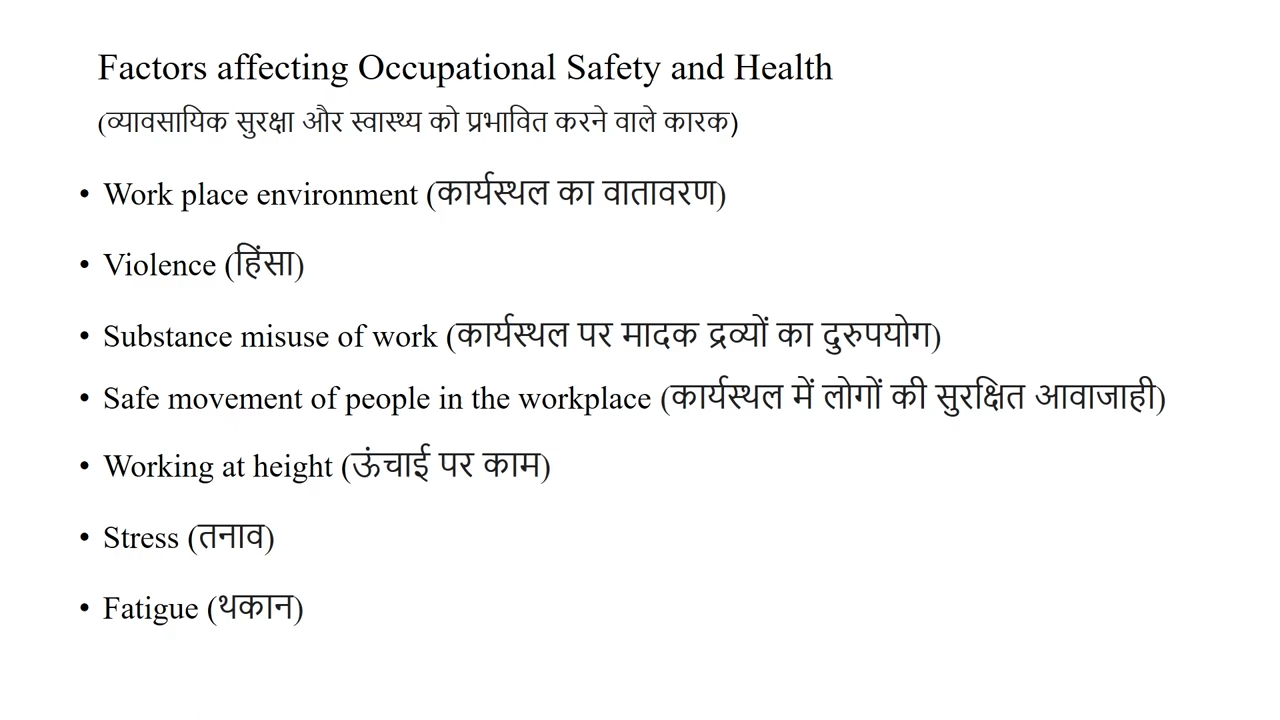 Factors affecting Occupational Safety and Health
(व्यावसायिक सुरक्षा और स्वास्थ्य को प्रभावित करने वाले कारक)
• Work place environment (कार्यस्थल का वातावरण)
• Violence (हिंसा)
• Substance misuse of work (कार्यस्थल पर मादक द्रव्यों का दुरुपयोग)
• Safe movement of people in the workplace (कार्यस्थल में लोगों की सुरक्षित आवाजाही)
• Working at height (ऊंचाई पर काम)
• Stress (तनाव)
• Fatigue (थकान)